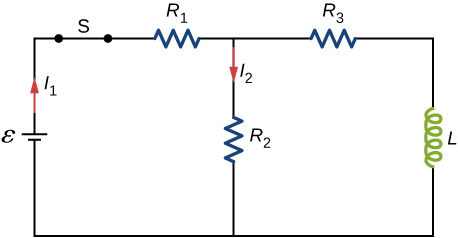 S
R₁
R₃
I₁
I₂
ε
R₂
L